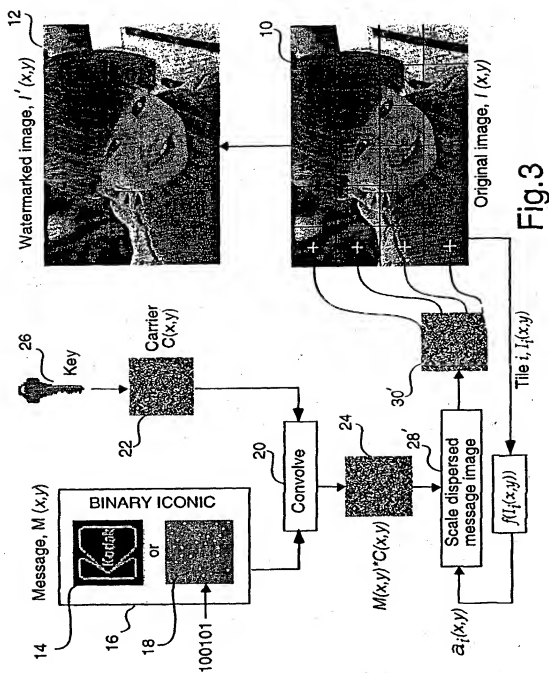 Message, M (x,y)
BINARY ICONIC
14
Kodak
or
16
18
100101
26
Key
Carrier
C(x,y)
22
20
Convolve
24
M(x,y)*C(x,y)
28'
Scale dispersed
message image
a_i(x,y)
f(I_i(x,y))
Tile i, I_i(x,y)
30'
Watermarked image, I' (x,y)
12
10
Original image, I (x,y)
Fig.3